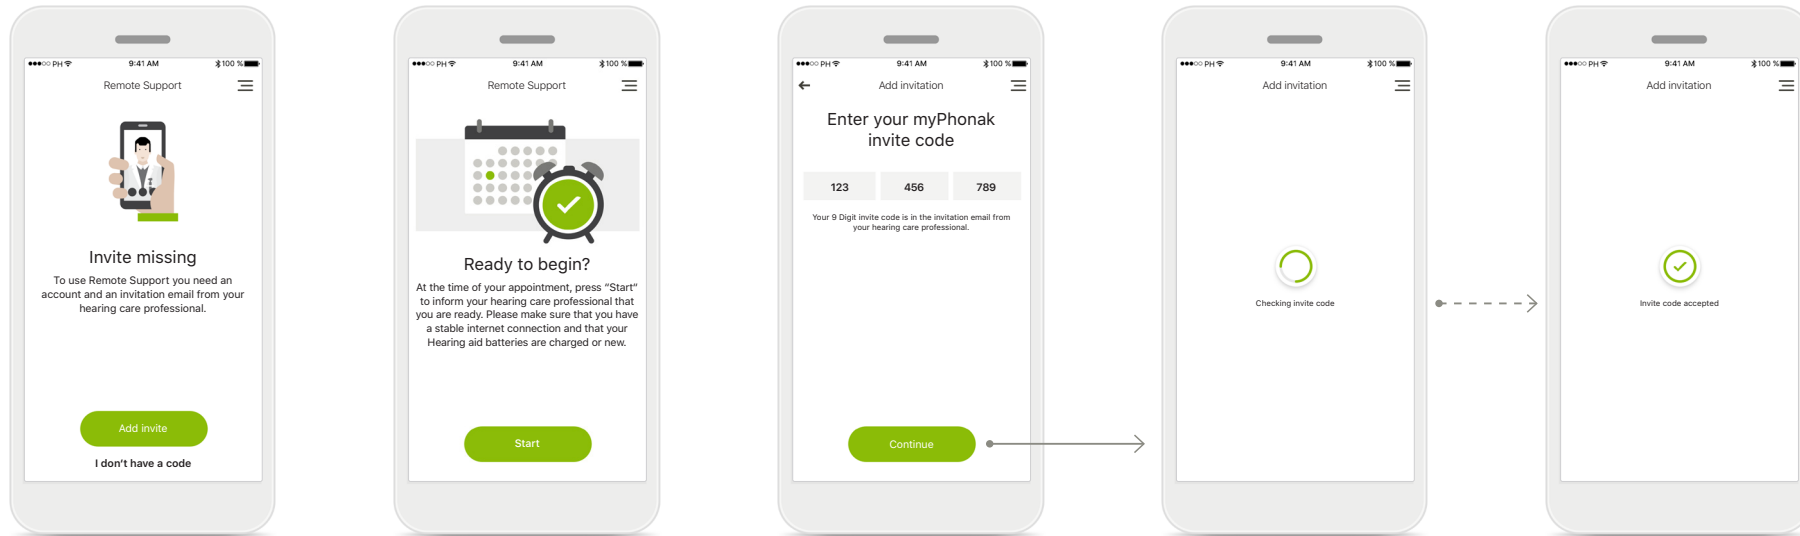 PH
9:41 AM
100 %
Remote Support
Invite missing
To use Remote Support you need an
account and an invitation email from your
hearing care professional.
Add invite
I don't have a code
PH
9:41 AM
100 %
Remote Support
Ready to begin?
At the time of your appointment, press “Start”
to inform your hearing care professional that
you are ready. Please make sure that you have
a stable internet connection and that your
Hearing aid batteries are charged or new.
Start
PH
9:41 AM
100 %
Add invitation
Enter your myPhonak
invite code
123 456 789
Your 9 Digit invite code is in the invitation email from
your hearing care professional.
Continue
PH
9:41 AM
100 %
Add invitation
Checking invite code
PH
9:41 AM
100 %
Add invitation
Invite code accepted